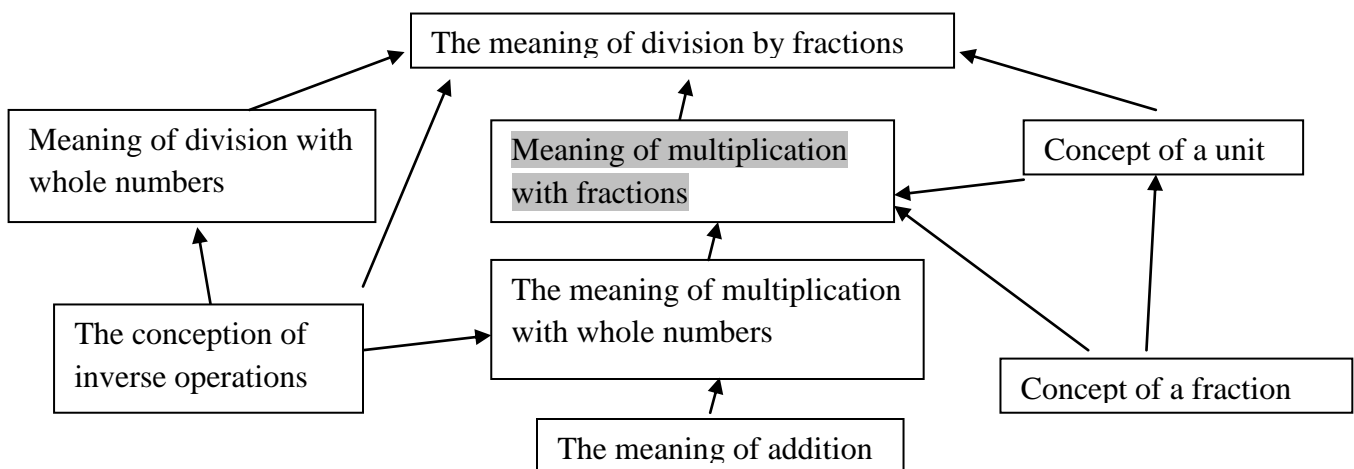 The meaning of division by fractions
Meaning of division with
whole numbers
Meaning of multiplication
with fractions
Concept of a unit
The conception of
inverse operations
The meaning of multiplication
with whole numbers
Concept of a fraction
The meaning of addition